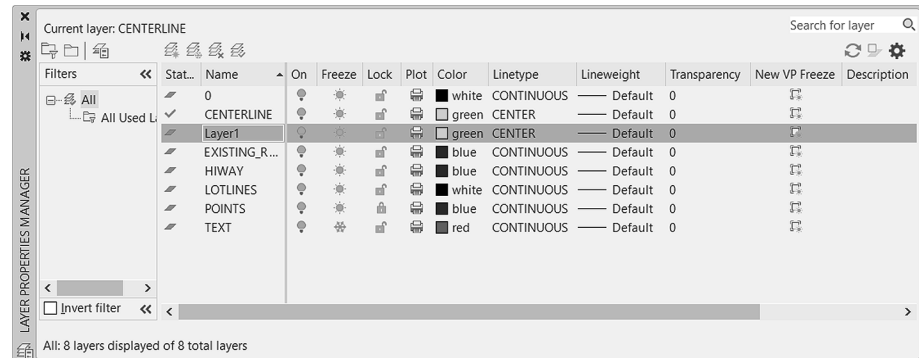 Current layer: CENTERLINE
Search for layer
Filters
Stat... Name On Freeze Lock Plot Color Linetype Lineweight Transparency New VP Freeze Description
All
All Used La
0 white CONTINUOUS Default 0
CENTERLINE green CENTER Default 0
Layer1 green CENTER Default 0
EXISTING_R... blue CONTINUOUS Default 0
HIWAY blue CONTINUOUS Default 0
LOTLINES white CONTINUOUS Default 0
POINTS blue CONTINUOUS Default 0
TEXT red CONTINUOUS Default 0
Invert filter
LAYER PROPERTIES MANAGER
All: 8 layers displayed of 8 total layers